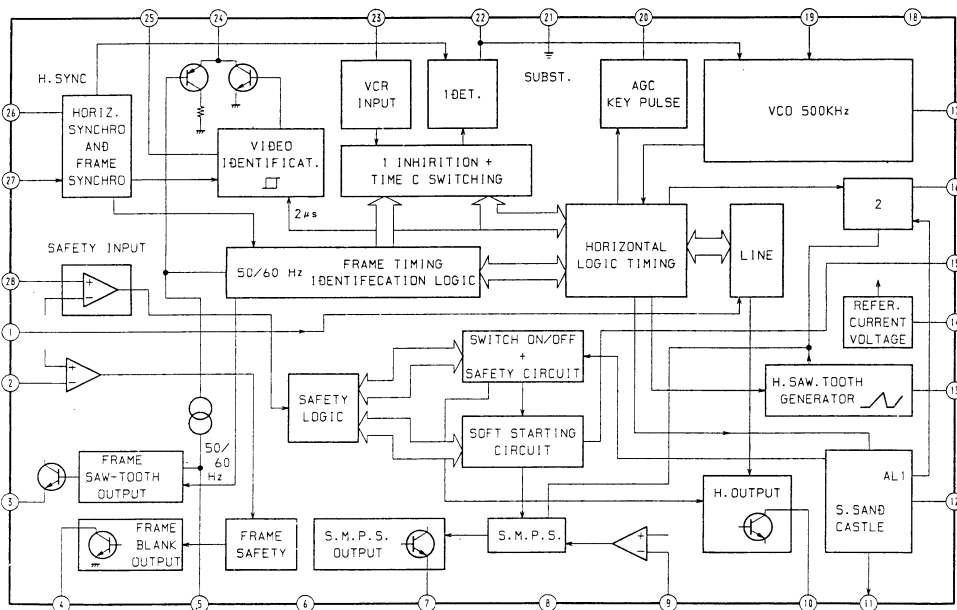 25
24
23
22
21
20
19
18
H.SYNC
26
HORIZ.
SYNCHRO
AND
FRAME
SYNCHRO
27
VIDEO
IDENTIFICAT.
VCR
INPUT
1DET.
SUBST.
AGC
KEY PULSE
VCO 500KHz
17
1 INHIRITION +
TIME C SWITCHING
2μs
2
16
SAFETY INPUT
28
+
−
50/60 Hz
FRAME TIMING
IDENTIFECATION LOGIC
HORIZONTAL
LOGIC TIMING
LINE
15
1
REFER.
CURRENT
VOLTAGE
14
2
+
−
SAFETY
LOGIC
SWITCH ON/OFF
+
SAFETY CIRCUIT
H.SAW.TOOTH
GENERATOR
13
SOFT STARTING
CIRCUIT
50/
60
Hz
FRAME
SAW-TOOTH
OUTPUT
3
H.OUTPUT
AL1
S.SAND
CASTLE
12
FRAME
BLANK
OUTPUT
FRAME
SAFETY
S.M.P.S.
OUTPUT
S.M.P.S.
+
−
4
5
6
7
8
9
10
11